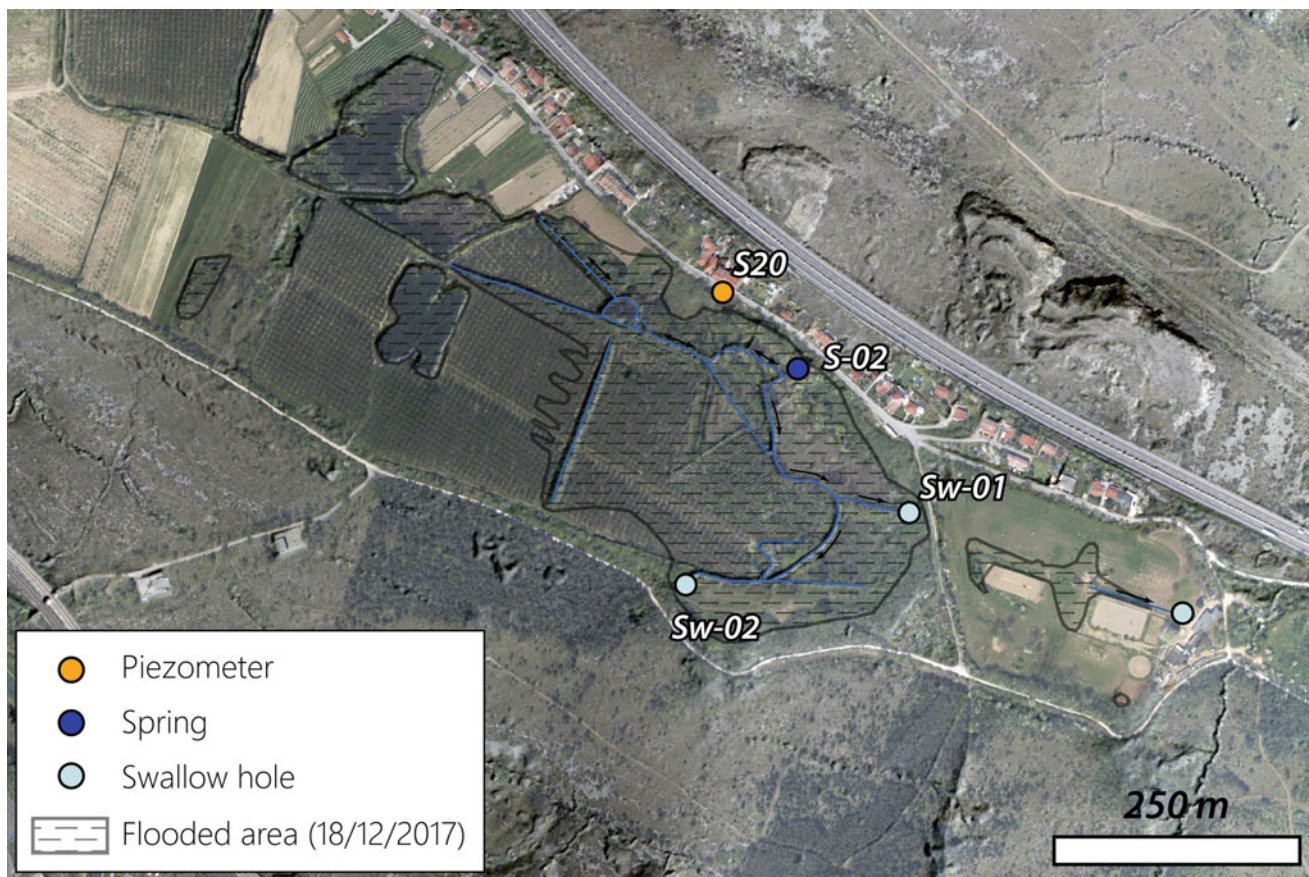 S20
S-02
Sw-01
Sw-02
Piezometer
Spring
Swallow hole
Flooded area (18/12/2017)
250 m